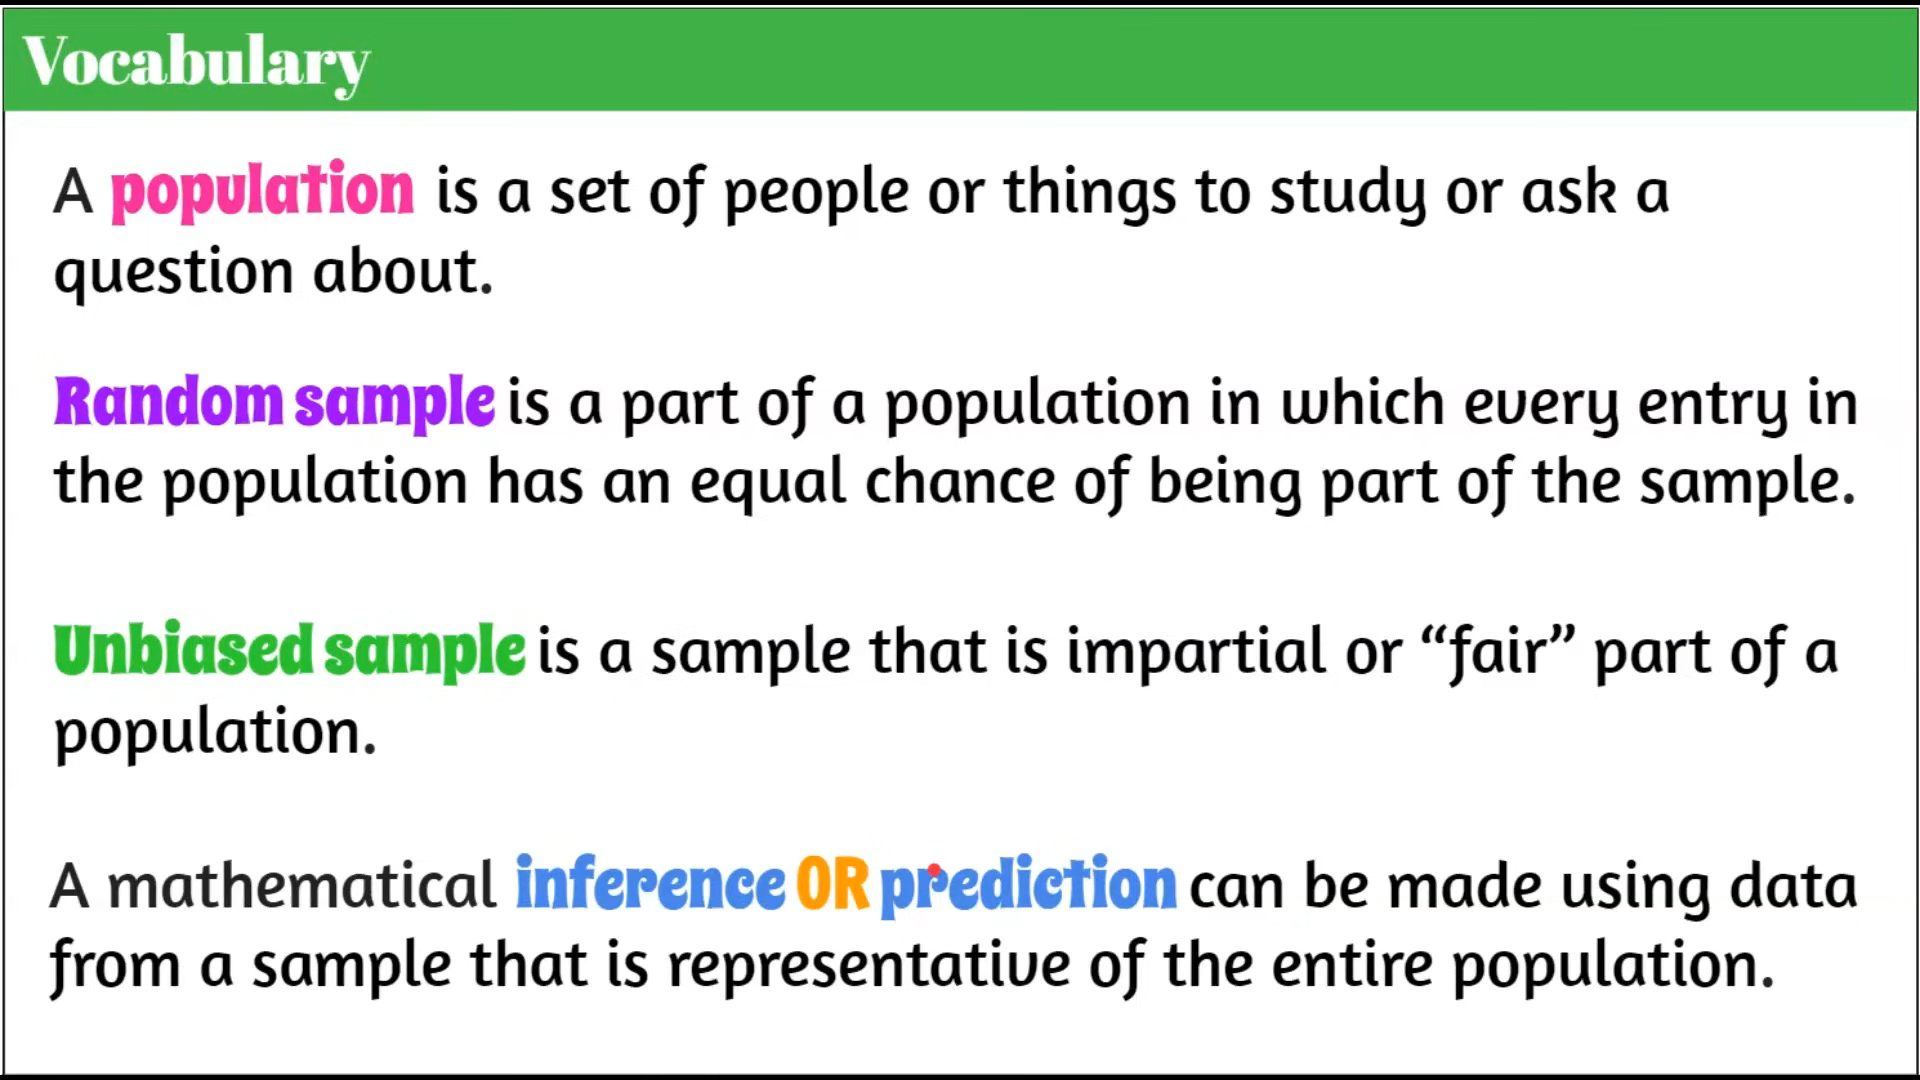 Vocabulary
A population is a set of people or things to study or ask a
question about.
Random sample is a part of a population in which every entry in
the population has an equal chance of being part of the sample.
Unbiased sample is a sample that is impartial or “fair” part of a
population.
A mathematical inference OR prediction can be made using data
from a sample that is representative of the entire population.